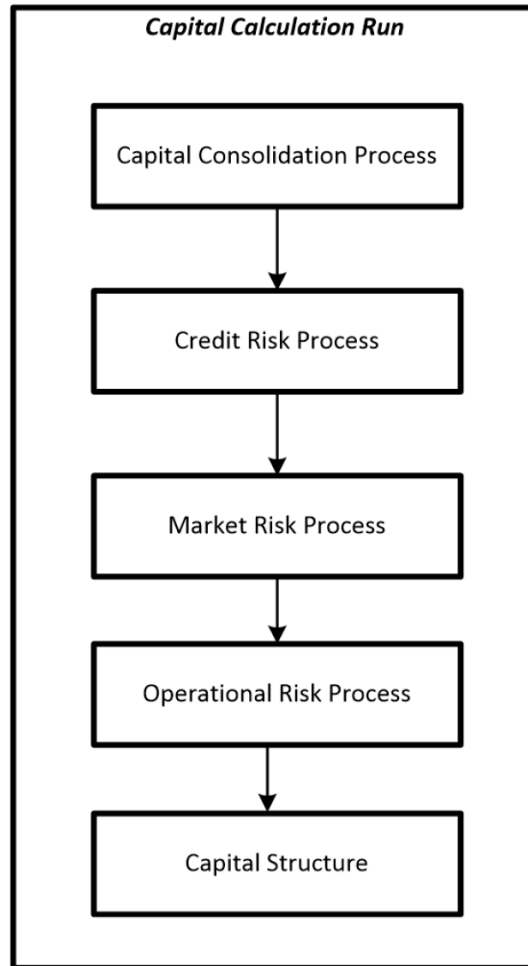 Capital Calculation Run
Capital Consolidation Process
Credit Risk Process
Market Risk Process
Operational Risk Process
Capital Structure